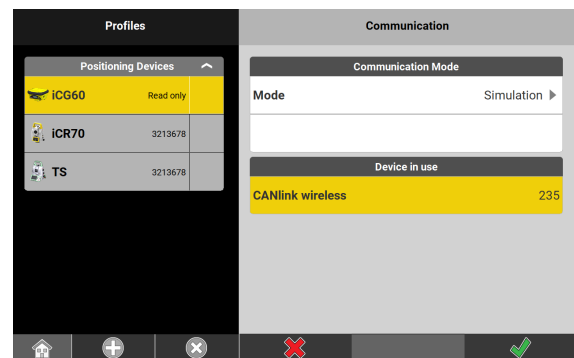 Profiles
Communication
Positioning Devices
iCG60 Read only
iCR70 3213678
TS 3213678
Communication Mode
Mode Simulation
Device in use
CANlink wireless 235